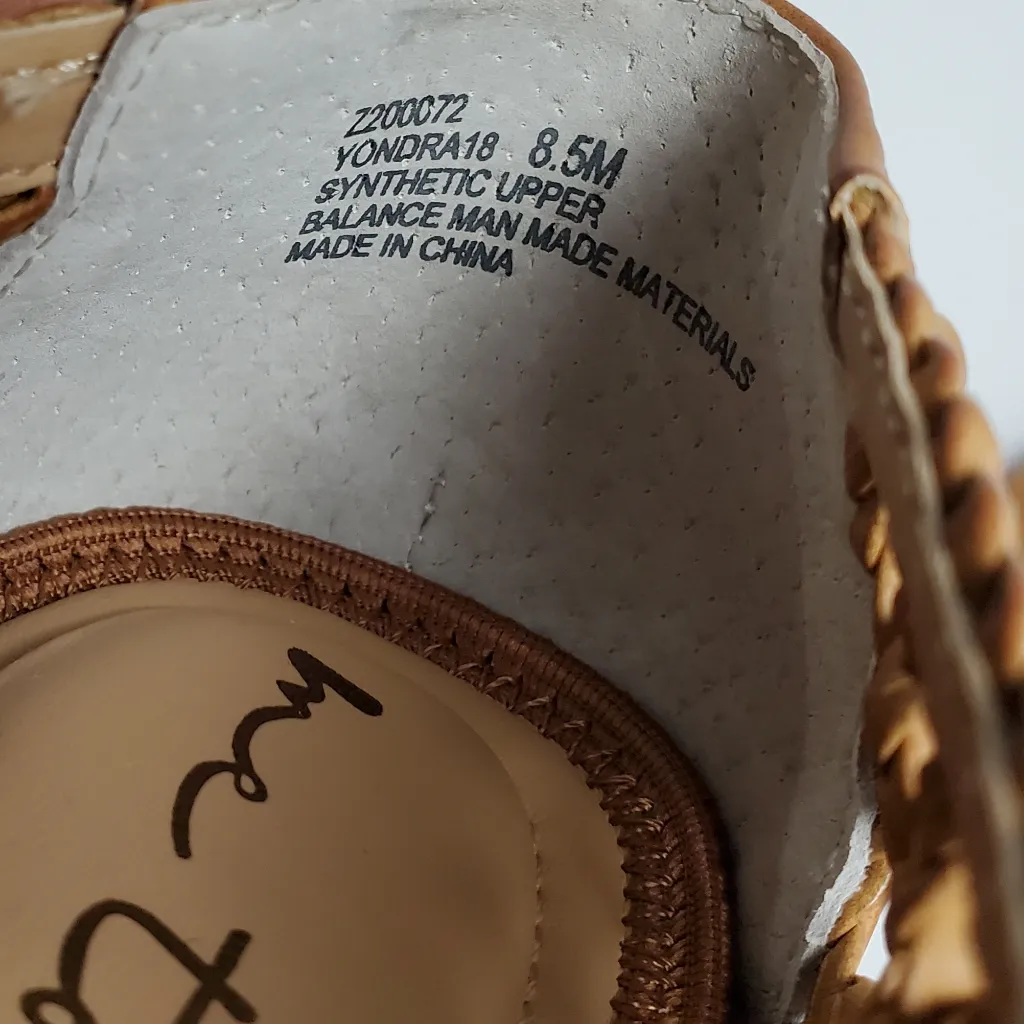 Z200072
YONDRA18 8.5M
SYNTHETIC UPPER
BALANCE MAN MADE MATERIALS
MADE IN CHINA